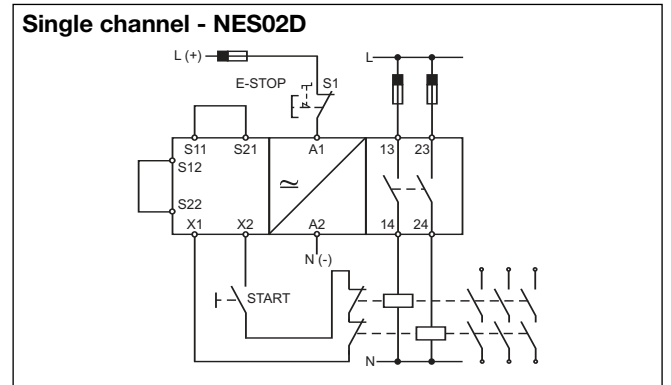 Single channel - NES02D
L (+)
L
E-STOP
S1
S11 S21 A1 13 23
S12
≃
S22
X1 X2 A2 14 24
N (-)
START
N